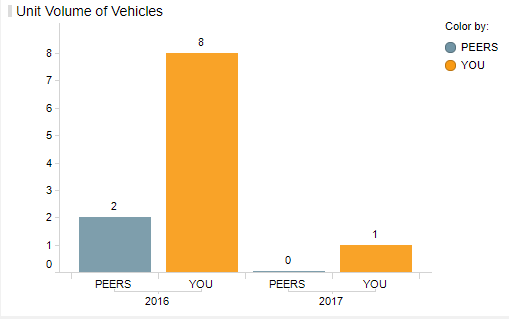 Unit Volume of Vehicles
Color by:
PEERS
YOU
8
7
6
5
4
3
2
1
0
2
8
0
1
PEERS YOU PEERS YOU
2016 2017